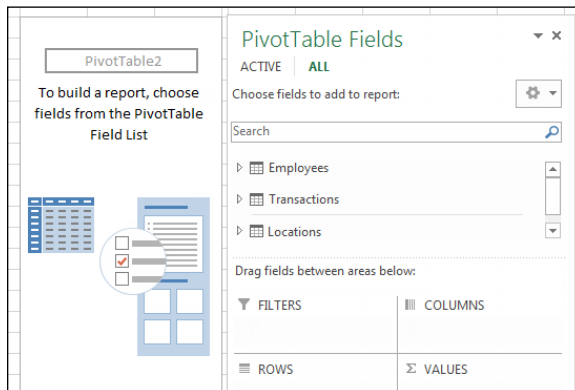 PivotTable2
To build a report, choose
fields from the PivotTable
Field List
PivotTable Fields
ACTIVE
ALL
Choose fields to add to report:
Search
Employees
Transactions
Locations
Drag fields between areas below:
FILTERS
COLUMNS
ROWS
Σ VALUES